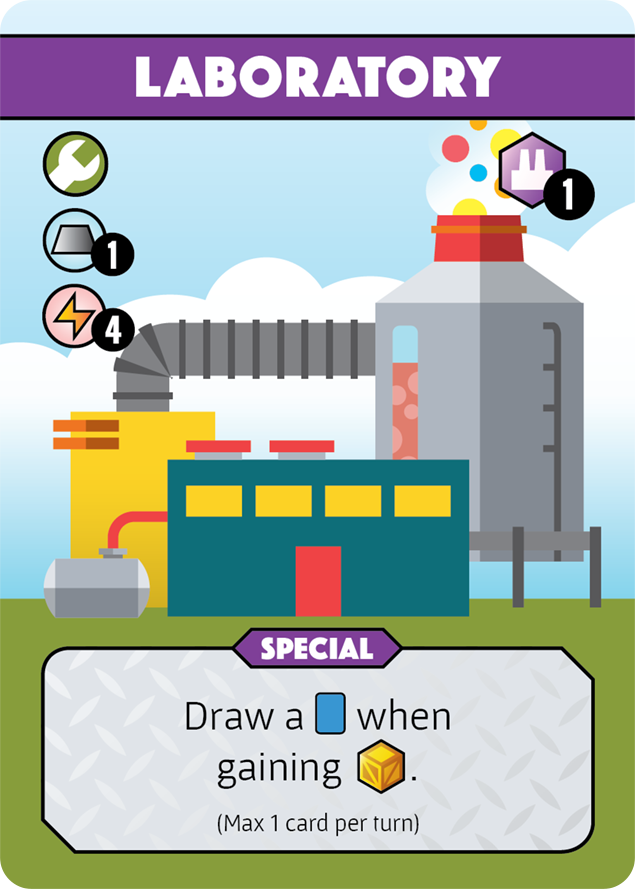 LABORATORY
1
1
4
SPECIAL
Draw a when
gaining .
(Max 1 card per turn)